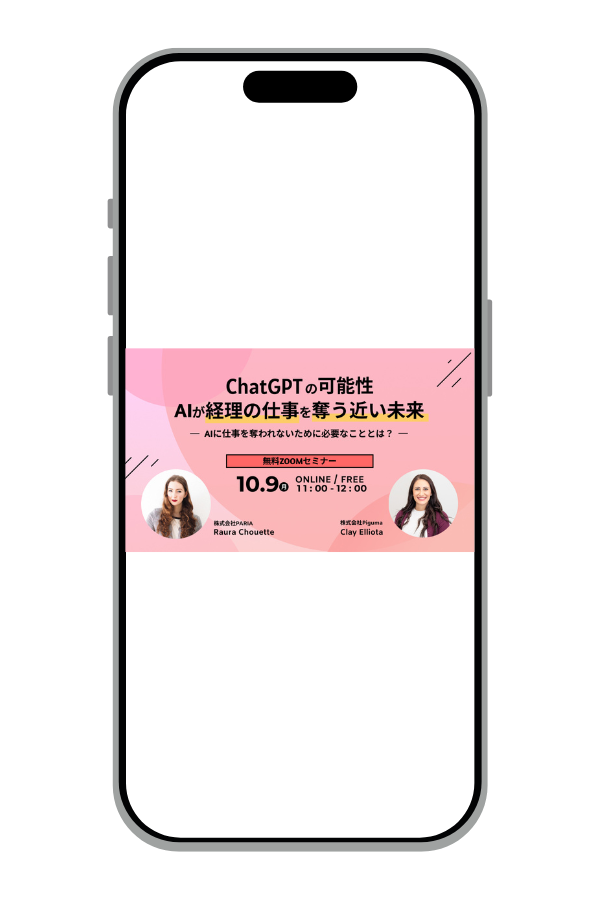 ChatGPTの可能性
AIが経理の仕事を奪う近い未来
― AIに仕事を奪われないために必要なこととは？ ―
無料ZOOMセミナー
10.9月 ONLINE / FREE
11：00 - 12：00
株式会社PARIA
Raura Chouette
株式会社Piguma
Clay Elliota